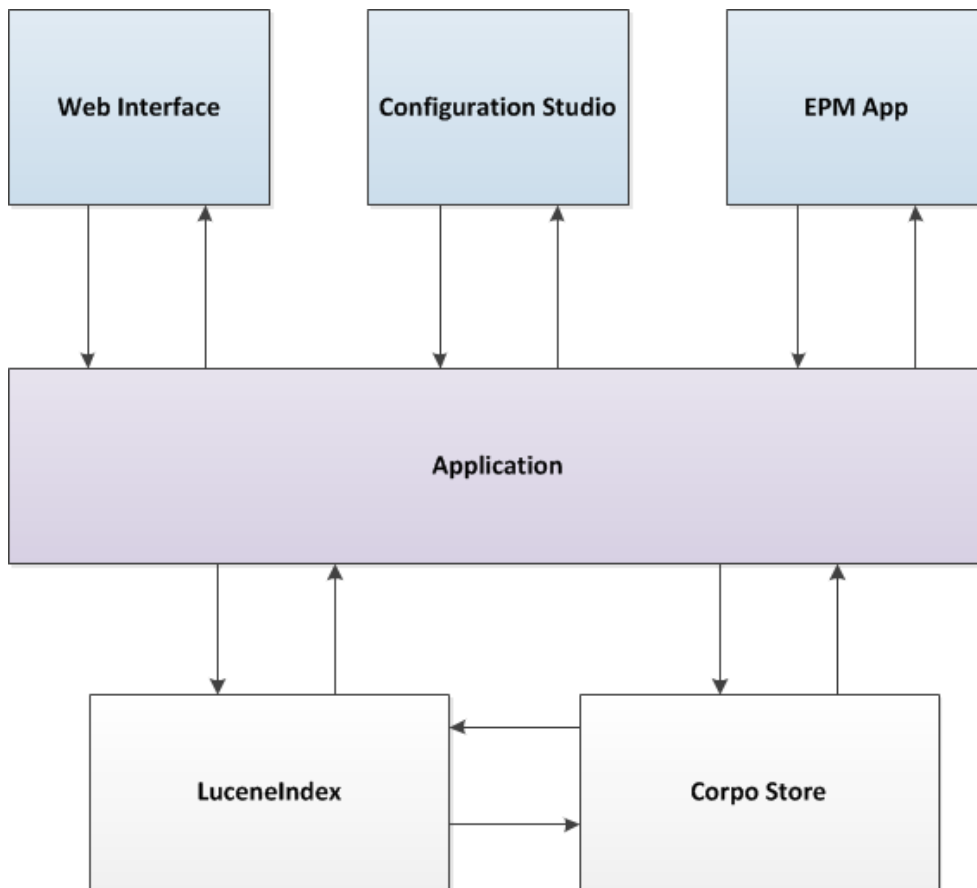 Web Interface
Configuration Studio
EPM App
Application
LuceneIndex
Corpo Store